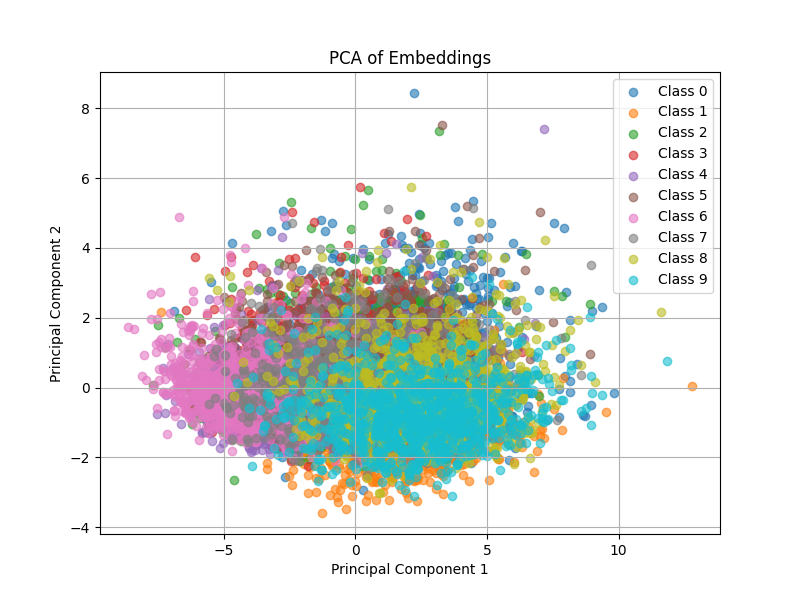 PCA of Embeddings
Class 0
Class 1
Class 2
Class 3
Class 4
Class 5
Class 6
Class 7
Class 8
Class 9
Principal Component 2
8
6
4
2
0
−2
−4
−5
0
5
10
Principal Component 1